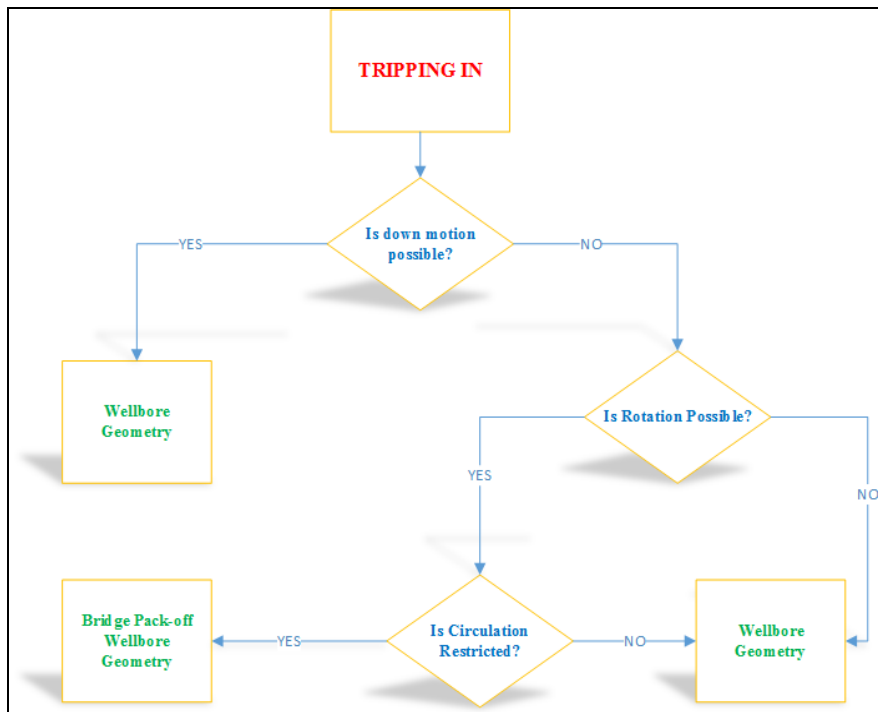 TRIPPING IN
Is down motion
possible?
YES
NO
Wellbore
Geometry
Is Rotation Possible?
YES
NO
Bridge Pack-off
Wellbore
Geometry
YES
Is Circulation
Restricted?
NO
Wellbore
Geometry